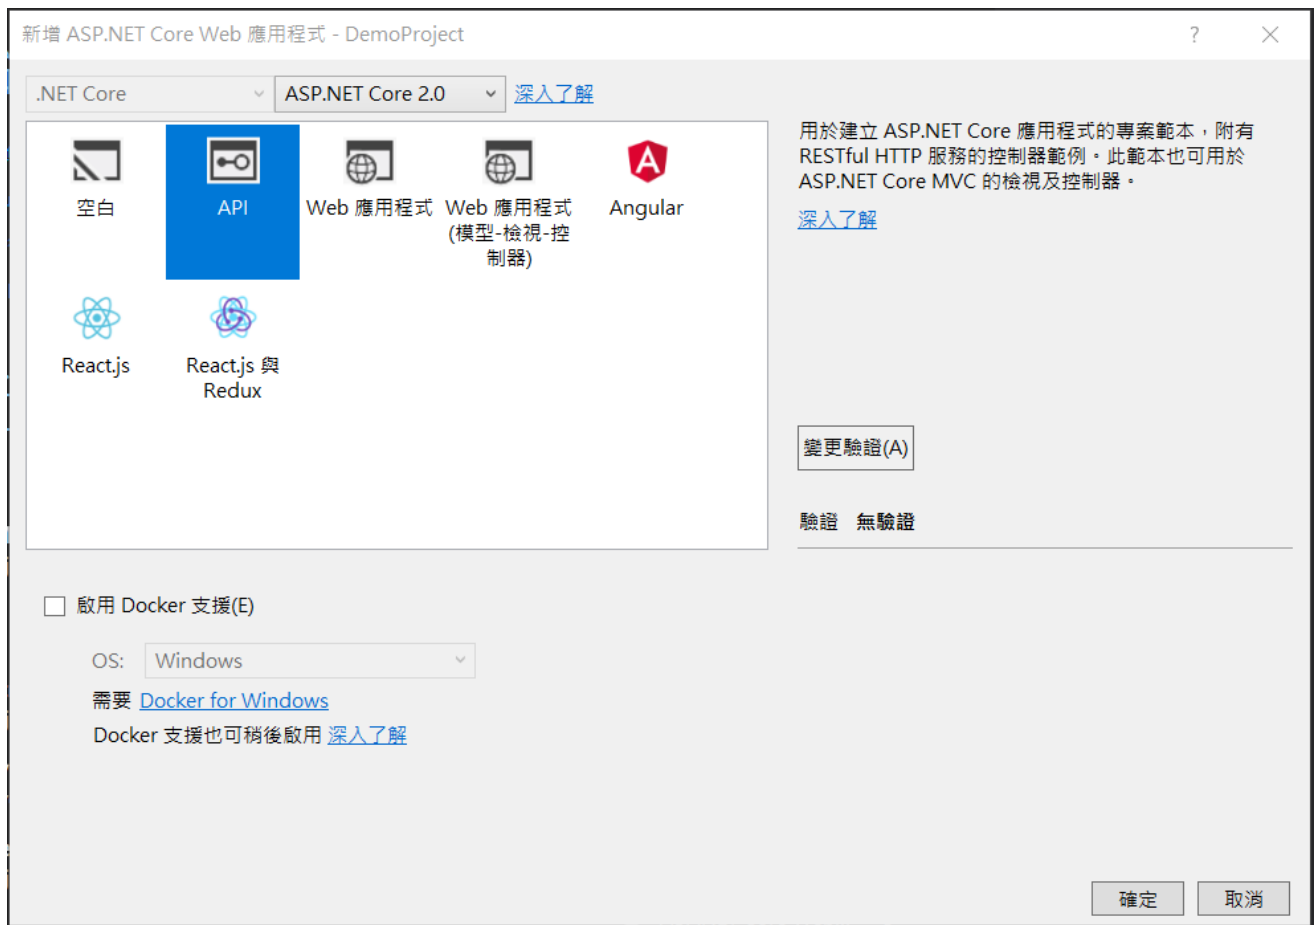 新增 ASP.NET Core Web 應用程式 - DemoProject
.NET Core
ASP.NET Core 2.0
深入了解
空白
API
Web 應用程式
Web 應用程式
(模型-檢視-控
制器)
Angular
React.js
React.js 與
Redux
用於建立 ASP.NET Core 應用程式的專案範本，附有
RESTful HTTP 服務的控制器範例。此範本也可用於
ASP.NET Core MVC 的檢視及控制器。
深入了解
變更驗證(A)
驗證 無驗證
啟用 Docker 支援(E)
OS: Windows
需要 Docker for Windows
Docker 支援也可稍後啟用 深入了解
確定
取消